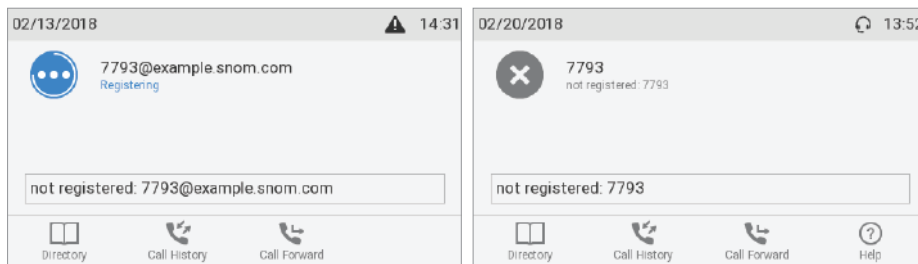 02/13/2018 14:31
7793@example.snom.com
Registering
not registered: 7793@example.snom.com
Directory Call History Call Forward
02/20/2018 13:52
7793
not registered: 7793
not registered: 7793
Directory Call History Call Forward Help